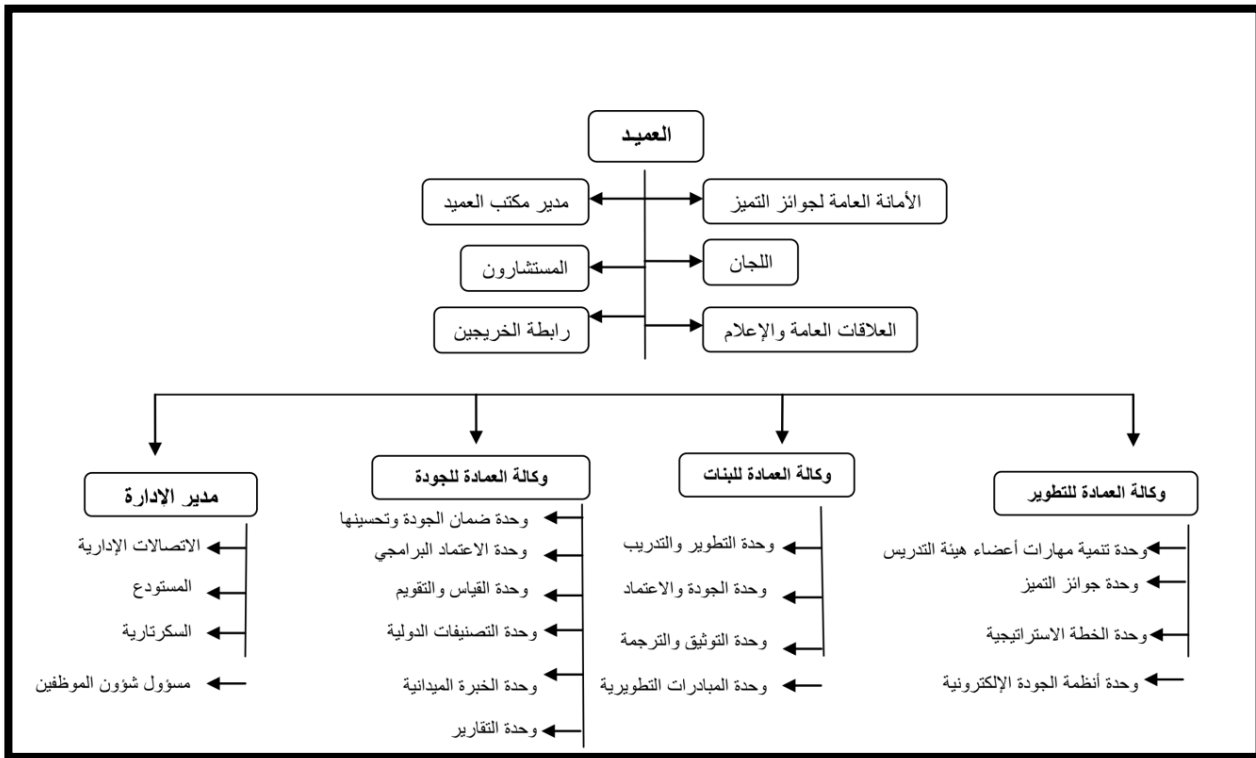 العميـد
الأمانة العامة لجوائز التميز
مدير مكتب العميد
اللجان
المستشارون
العلاقات العامة والإعلام
رابطة الخريجين
وكالة العمادة للتطوير
وحدة تنمية مهارات أعضاء هيئة التدريس
وحدة جوائز التميز
وحدة الخطة الاستراتيجية
وحدة أنظمة الجودة الإلكترونية
وكالة العمادة للبنات
وحدة التطوير والتدريب
وحدة الجودة والاعتماد
وحدة التوثيق والترجمة
وحدة المبادرات التطويرية
وكالة العمادة للجودة
وحدة ضمان الجودة وتحسينها
وحدة الاعتماد البرامجي
وحدة القياس والتقويم
وحدة التصنيفات الدولية
وحدة الخبرة الميدانية
وحدة التقارير
مدير الإدارة
الاتصالات الإدارية
المستودع
السكرتارية
مسؤول شؤون الموظفين